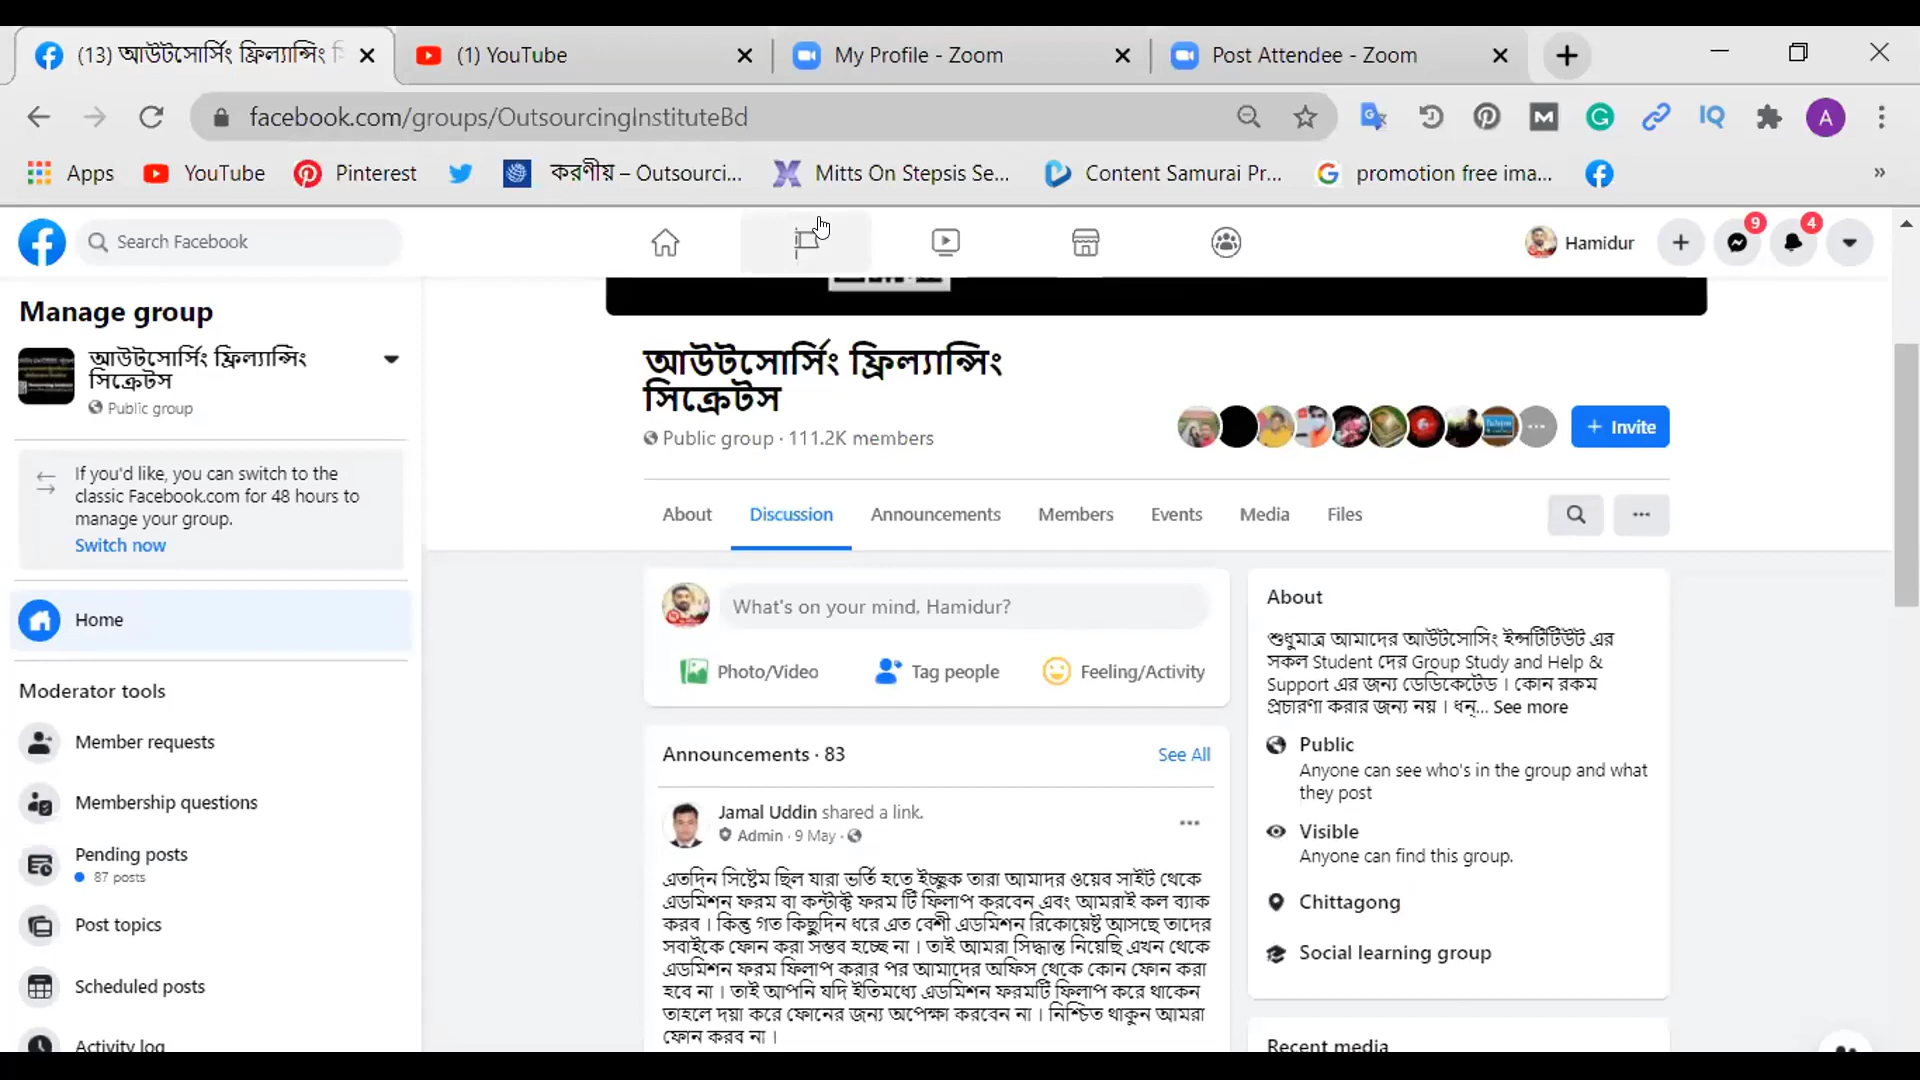 (13) আউটসোর্সিং ফ্রিল্যান্সিং
(1) YouTube
My Profile - Zoom
Post Attendee - Zoom
facebook.com/groups/OutsourcingInstituteBd
A
Apps
YouTube
Pinterest
করণীয় – Outsourci...
Mitts On Stepsis Se...
Content Samurai Pr...
promotion free ima...
Search Facebook
Hamidur
9
4
Manage group
আউটসোর্সিং ফ্রিল্যান্সিং
সিক্রেটস
Public group
If you'd like, you can switch to the
classic Facebook.com for 48 hours to
manage your group.
Switch now
Home
Moderator tools
Member requests
Membership questions
Pending posts
87 posts
Post topics
Scheduled posts
Activity log
আউটসোর্সিং ফ্রিল্যান্সিং
সিক্রেটস
Public group · 111.2K members
+ Invite
About
Discussion
Announcements
Members
Events
Media
Files
What's on your mind, Hamidur?
Photo/Video
Tag people
Feeling/Activity
Announcements · 83
See All
Jamal Uddin shared a link.
Admin · 9 May ·
এতদিন সিষ্টেম ছিল যারা ভর্তি হতে ইচ্ছুক তারা আমাদর ওয়েব সাইট থেকে
এডমিশন ফরম বা কন্টাক্ট ফরম টি ফিলাপ করবেন এবং আমরাই কল ব্যাক
করব। কিন্তু গত কিছুদিন ধরে এত বেশী এডমিশন রিকোয়েষ্ট আসছে তাদের
সবাইকে ফোন করা সম্ভব হচ্ছে না। তাই আমরা সিদ্ধান্ত নিয়েছি এখন থেকে
এডমিশন ফরম ফিলাপ করার পর আমাদের অফিস থেকে কোন ফোন করা
হবে না। তাই আপনি যদি ইতিমধ্যে এডমিশন ফরমটি ফিলাপ করে থাকেন
তাহলে দয়া করে ফোনের জন্য অপেক্ষা করবেন না। নিশ্চিত থাকুন আমরা
ফোন করব না।
About
শুধুমাত্র আমাদের আউটসোসিং ইন্সটিটিউট এর
সকল Student দের Group Study and Help &
Support এর জন্য ডেডিকেটেড। কোন রকম
প্রচারণা করার জন্য নয়। ধন্... See more
Public
Anyone can see who's in the group and what
they post
Visible
Anyone can find this group.
Chittagong
Social learning group
Recent media